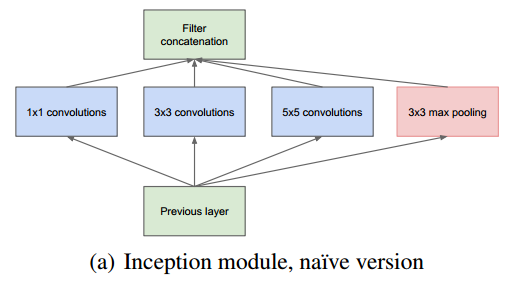 Filter
concatenation
1x1 convolutions
3x3 convolutions
5x5 convolutions
3x3 max pooling
Previous layer
(a) Inception module, naïve version